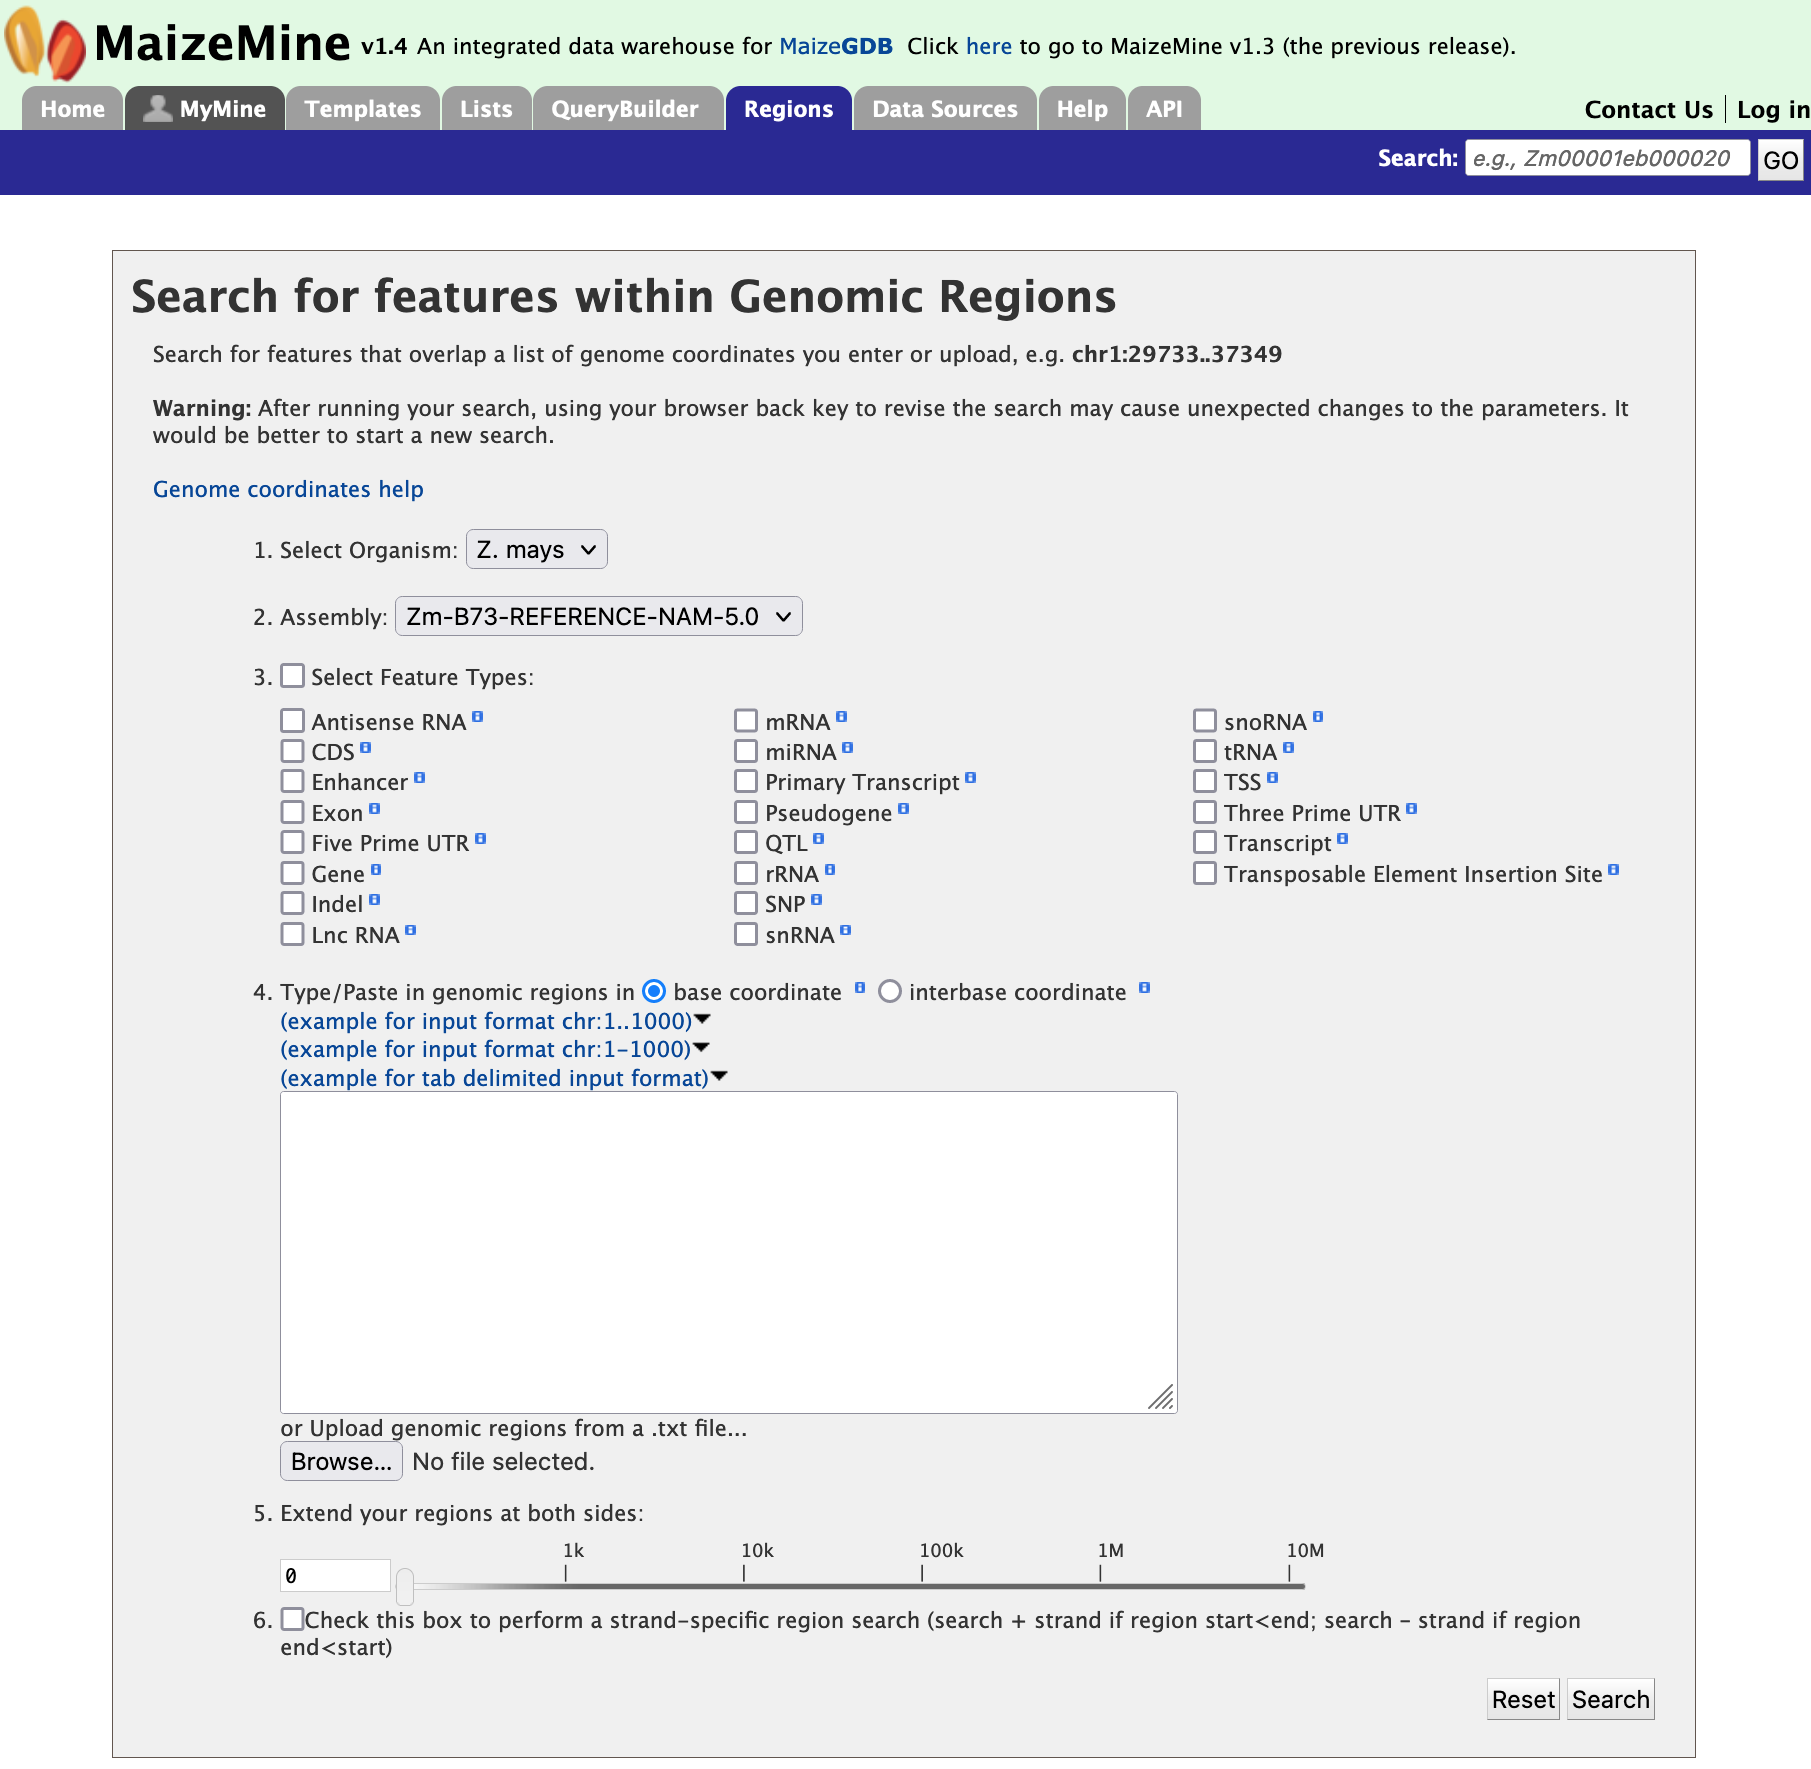 MaizeMine v1.4 An integrated data warehouse for MaizeGDB Click here to go to MaizeMine v1.3 (the previous release).
Home MyMine Templates Lists QueryBuilder Regions Data Sources Help API Contact Us Log in
Search: e.g., Zm00001eb000020 GO
Search for features within Genomic Regions
Search for features that overlap a list of genome coordinates you enter or upload, e.g. chr1:29733..37349
Warning: After running your search, using your browser back key to revise the search may cause unexpected changes to the parameters. It
would be better to start a new search.
Genome coordinates help
1. Select Organism: Z. mays
2. Assembly: Zm-B73-REFERENCE-NAM-5.0
3. Select Feature Types:
Antisense RNA mRNA snoRNA
CDS miRNA tRNA
Enhancer Primary Transcript TSS
Exon Pseudogene Three Prime UTR
Five Prime UTR QTL Transcript
Gene rRNA Transposable Element Insertion Site
Indel SNP
Lnc RNA snRNA
4. Type/Paste in genomic regions in base coordinate interbase coordinate
(example for input format chr:1..1000)
(example for input format chr:1-1000)
(example for tab delimited input format)
or Upload genomic regions from a .txt file...
Browse... No file selected.
5. Extend your regions at both sides:
1k 10k 100k 1M 10M
0
6. Check this box to perform a strand-specific region search (search + strand if region start<end; search - strand if region
end<start)
Reset Search